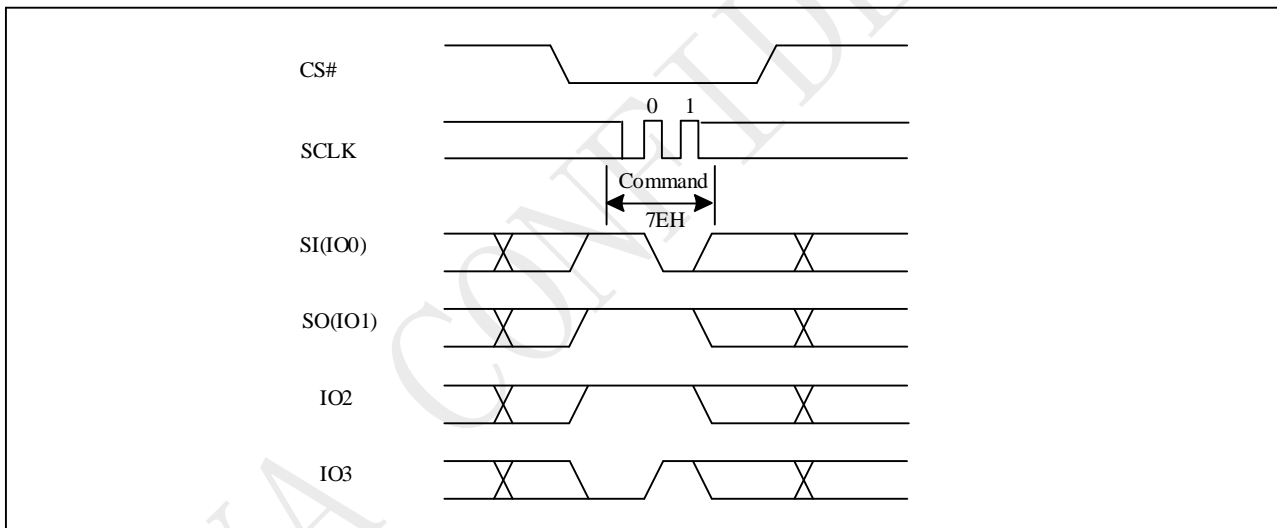 CS#
0 1
SCLK
Command
7EH
SI(IO0)
SO(IO1)
IO2
IO3